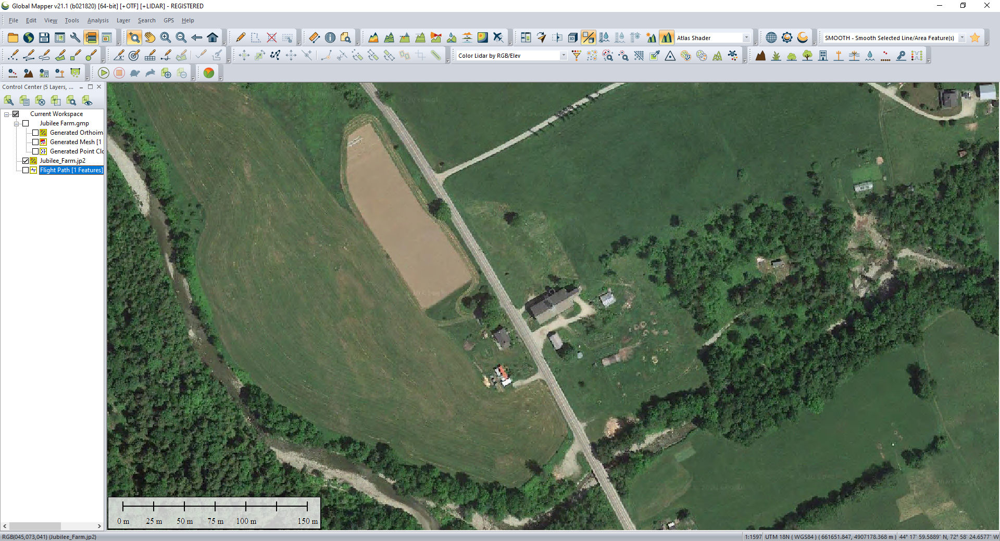 Global Mapper v21.1 (b021820) [64-bit] [+OTF] [+LIDAR] - REGISTERED
File Edit View Tools Analysis Layer Search GPS Help
Atlas Shader
SMOOTH - Smooth Selected Line/Area Feature(s)
Color Lidar by RGB/Elev
Control Center (5 Layers, ...
Current Workspace
Jubilee Farm.gmp
Generated Orthoim
Generated Mesh [1
Generated Point Clo
Jubilee_Farm.jp2
Flight Path [1 Features]
0 m 25 m 50 m 75 m 100 m 150 m
RGB(045,073,041) (Jubilee_Farm.jp2)
1:1597 UTM 18N ( WGS84 ) ( 661651.847, 4907178.368 m ) 44° 17' 59.5889" N, 72° 58' 24.6577" W